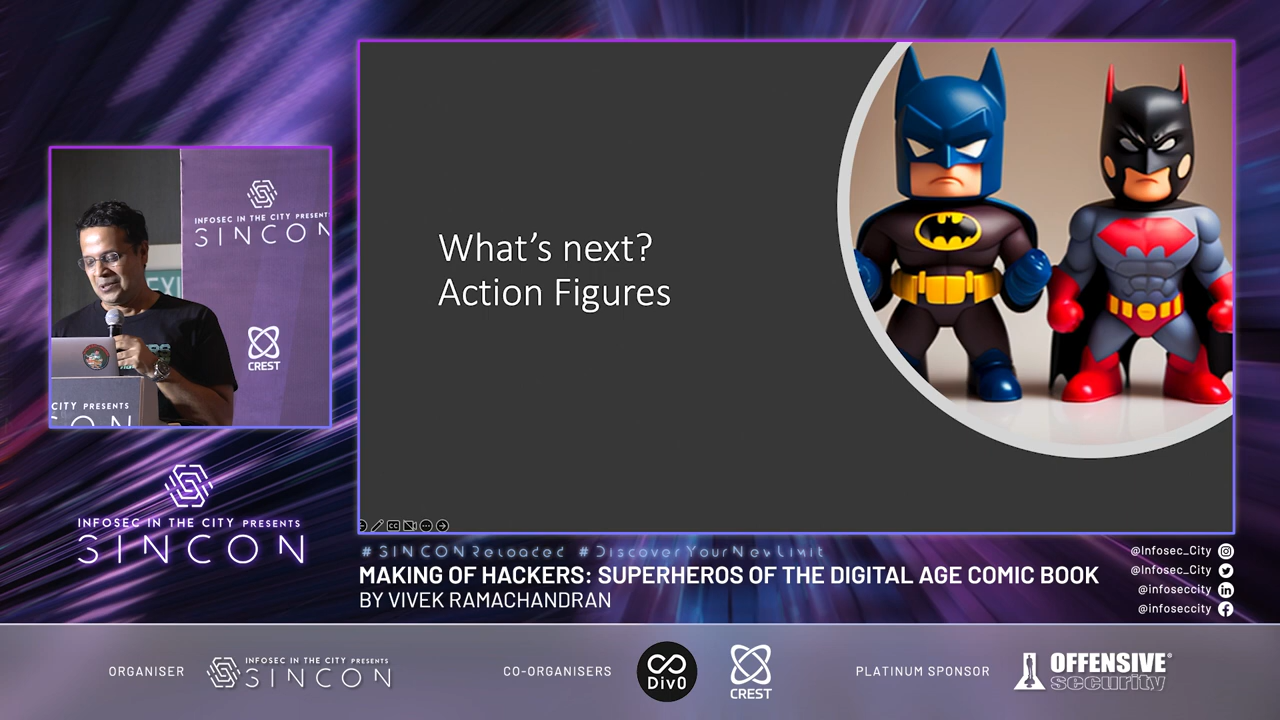 INFOSEC IN THE CITY PRESENTS
SINCON
CREST
CITY PRESENTS
What's next?
Action Figures
INFOSEC IN THE CITY PRESENTS
SINCON
#SINCONReloaded #DiscoverYourNewLimit
MAKING OF HACKERS: SUPERHEROS OF THE DIGITAL AGE COMIC BOOK
BY VIVEK RAMACHANDRAN
@Infosec_City
@Infosec_City
@infoseccity
@infoseccity
ORGANISER
INFOSEC IN THE CITY PRESENTS
SINCON
CO-ORGANISERS
Div0
CREST
PLATINUM SPONSOR
OFFENSIVE®
security